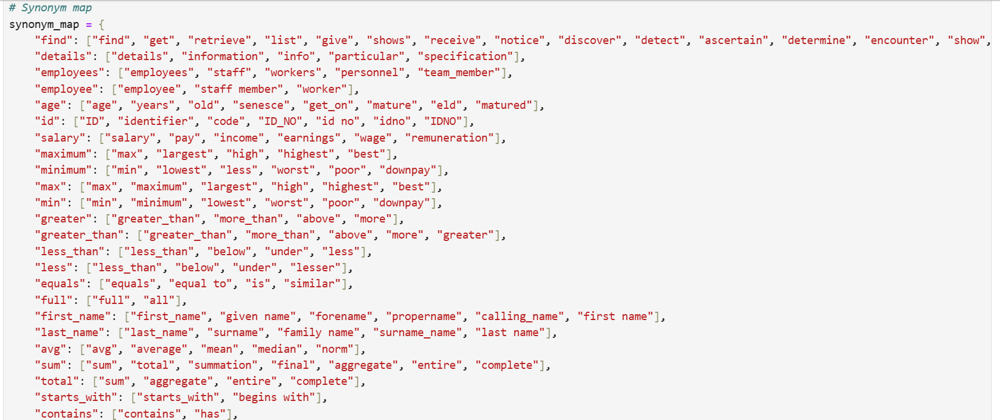 # Synonym map
synonym_map = {
"find": ["find", "get", "retrieve", "list", "give", "shows", "receive", "notice", "discover", "detect", "ascertain", "determine", "encounter", "show",
"details": ["details", "information", "info", "particular", "specification"],
"employees": ["employees", "staff", "workers", "personnel", "team_member"],
"employee": ["employee", "staff member", "worker"],
"age": ["age", "years", "old", "senesce", "get_on", "mature", "eld", "matured"],
"id": ["ID", "identifier", "code", "ID_NO", "id no", "idno", "IDNO"],
"salary": ["salary", "pay", "income", "earnings", "wage", "remuneration"],
"maximum": ["max", "largest", "high", "highest", "best"],
"minimum": ["min", "lowest", "less", "worst", "poor", "downpay"],
"max": ["max", "maximum", "largest", "high", "highest", "best"],
"min": ["min", "minimum", "lowest", "worst", "poor", "downpay"],
"greater": ["greater_than", "more_than", "above", "more"],
"greater_than": ["greater_than", "more_than", "above", "more", "greater"],
"less_than": ["less_than", "below", "under", "less"],
"less": ["less_than", "below", "under", "lesser"],
"equals": ["equals", "equal to", "is", "similar"],
"full": ["full", "all"],
"first_name": ["first_name", "given name", "forename", "propername", "calling_name", "first name"],
"last_name": ["last_name", "surname", "family name", "surname_name", "last name"],
"avg": ["avg", "average", "mean", "median", "norm"],
"sum": ["sum", "total", "summation", "final", "aggregate", "entire", "complete"],
"total": ["sum", "aggregate", "entire", "complete"],
"starts_with": ["starts_with", "begins with"],
"contains": ["contains", "has"],